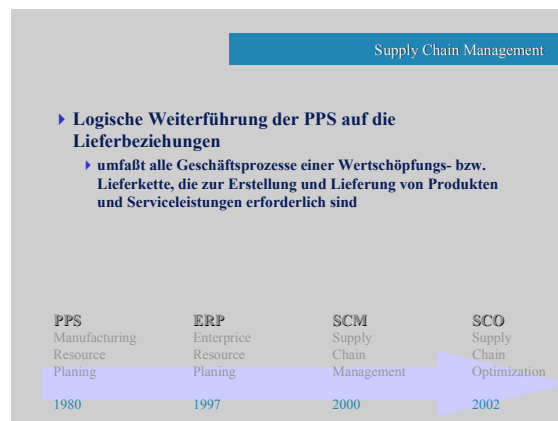 Supply Chain Management
Logische Weiterführung der PPS auf die
Lieferbeziehungen
umfaßt alle Geschäftsprozesse einer Wertschöpfungs- bzw.
Lieferkette, die zur Erstellung und Lieferung von Produkten
und Serviceleistungen erforderlich sind
PPS
Manufacturing
Resource
Planing
1980
ERP
Enterprice
Resource
Planing
1997
SCM
Supply
Chain
Management
2000
SCO
Supply
Chain
Optimization
2002